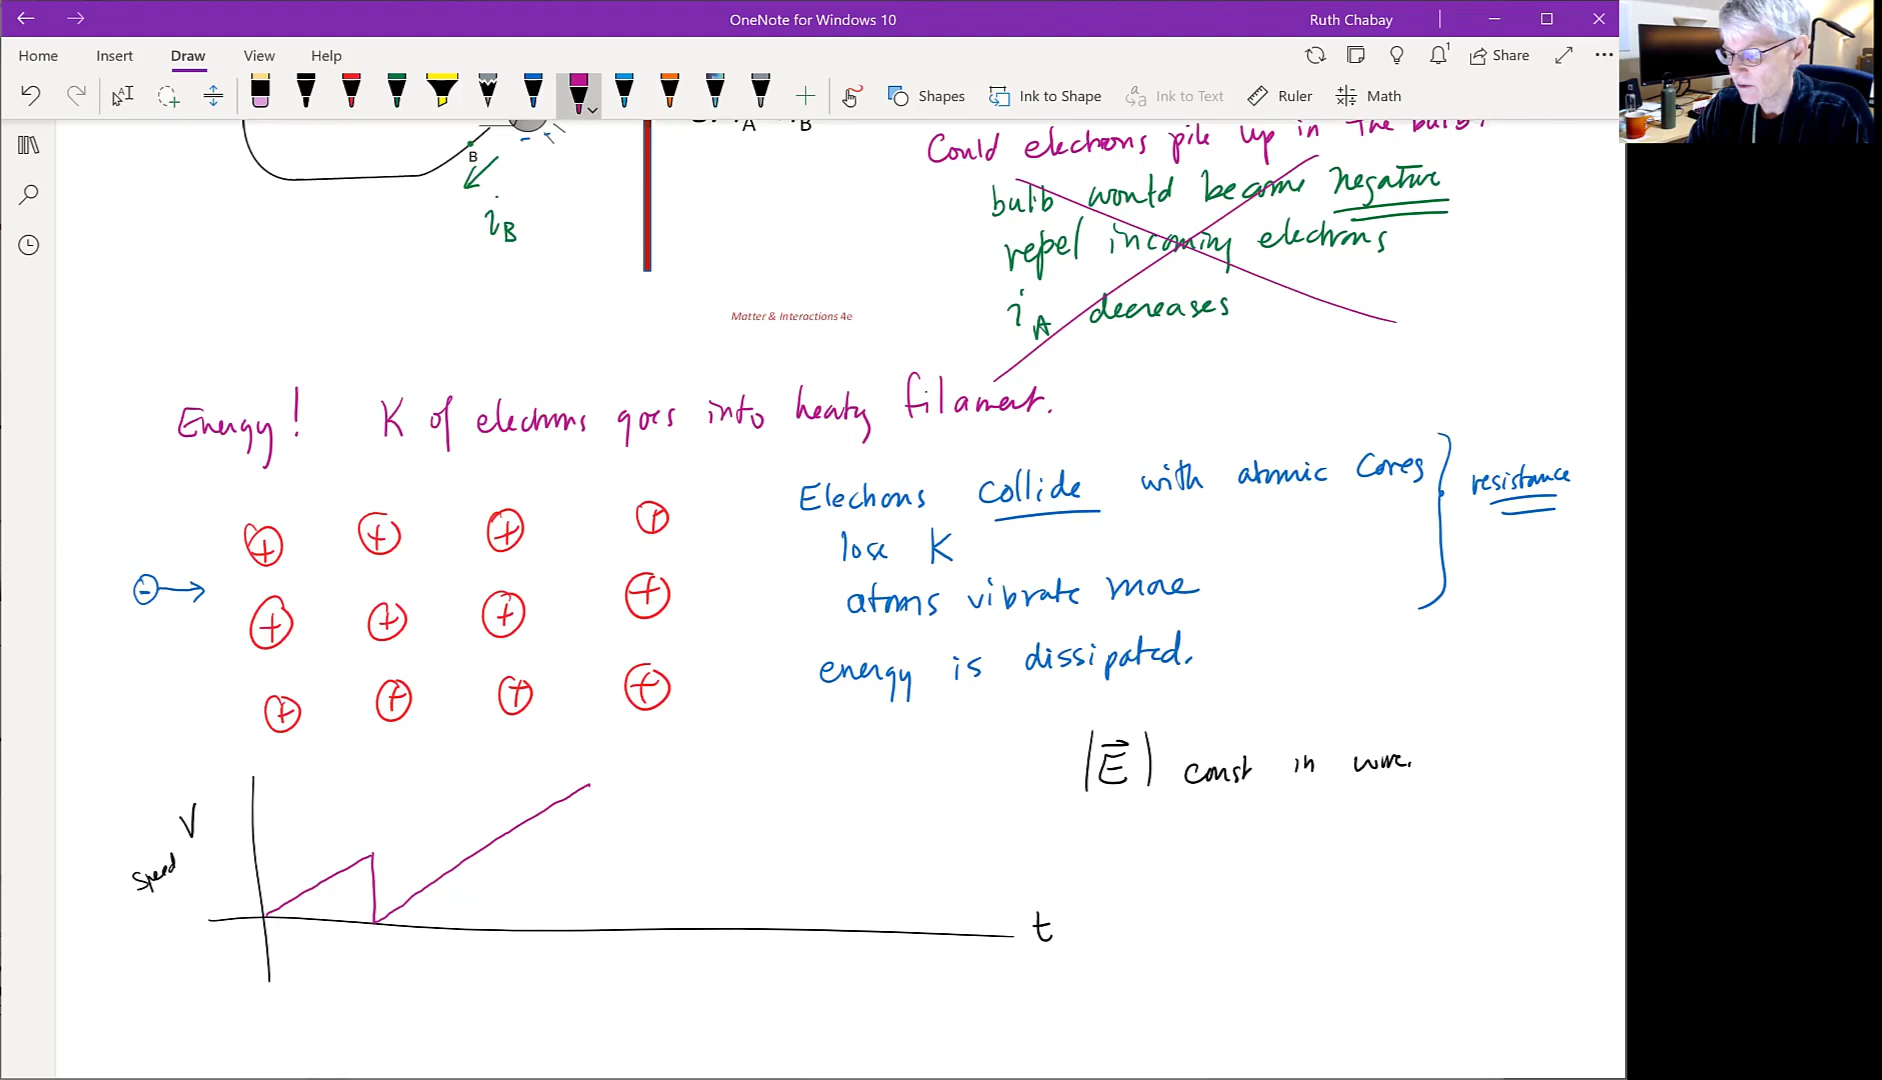 OneNote for Windows 10
Ruth Chabay
Home Insert Draw View Help
1
Share
Shapes Ink to Shape Ink to Text Ruler Math
A B
B
i_B
Could electrons pile up in the bulb?
bulb would become negative
repel incoming electrons
i_A decreases
Matter & Interactions 4e
Energy! K of electrons goes into heatg filament.
Electrons collide with atomic cores
resistance
lose K
atoms vibrate more
energy is dissipated.
+ + + +
-
+ + + +
+ + + +
|E⃗| const in wire.
V
speed
t